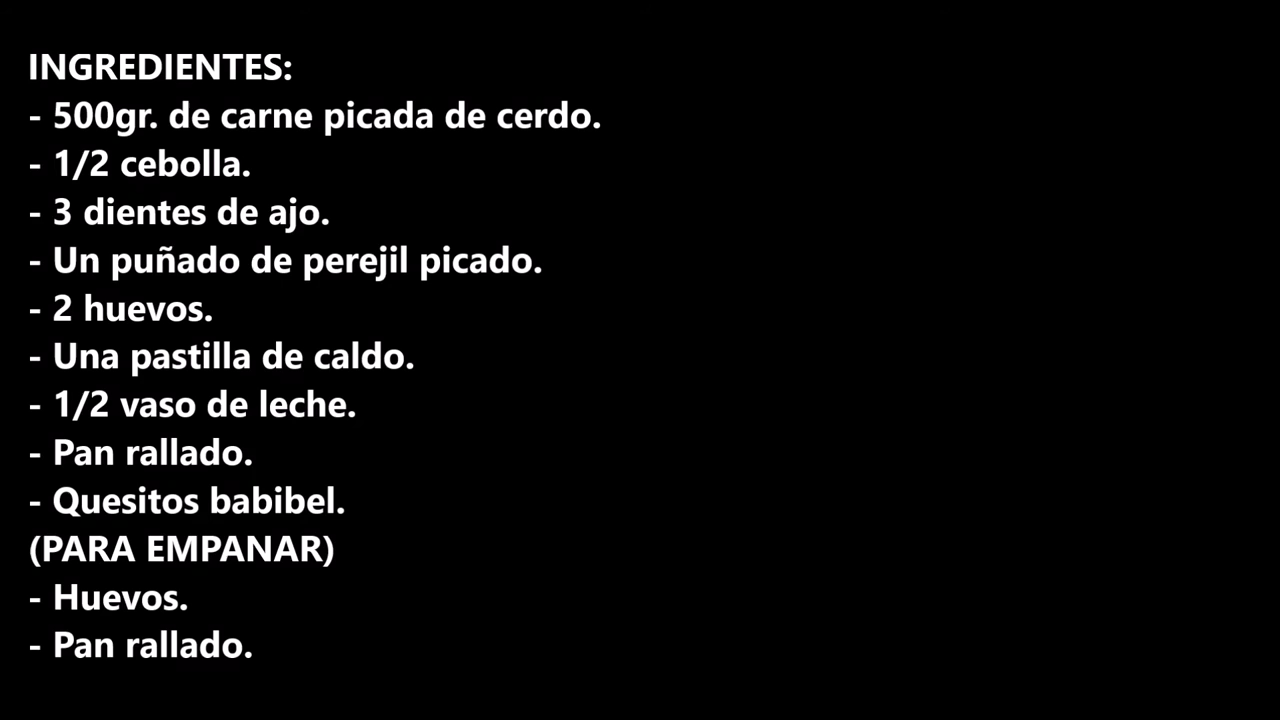 INGREDIENTES:
- 500gr. de carne picada de cerdo.
- 1/2 cebolla.
- 3 dientes de ajo.
- Un puñado de perejil picado.
- 2 huevos.
- Una pastilla de caldo.
- 1/2 vaso de leche.
- Pan rallado.
- Quesitos babibel.
(PARA EMPANAR)
- Huevos.
- Pan rallado.